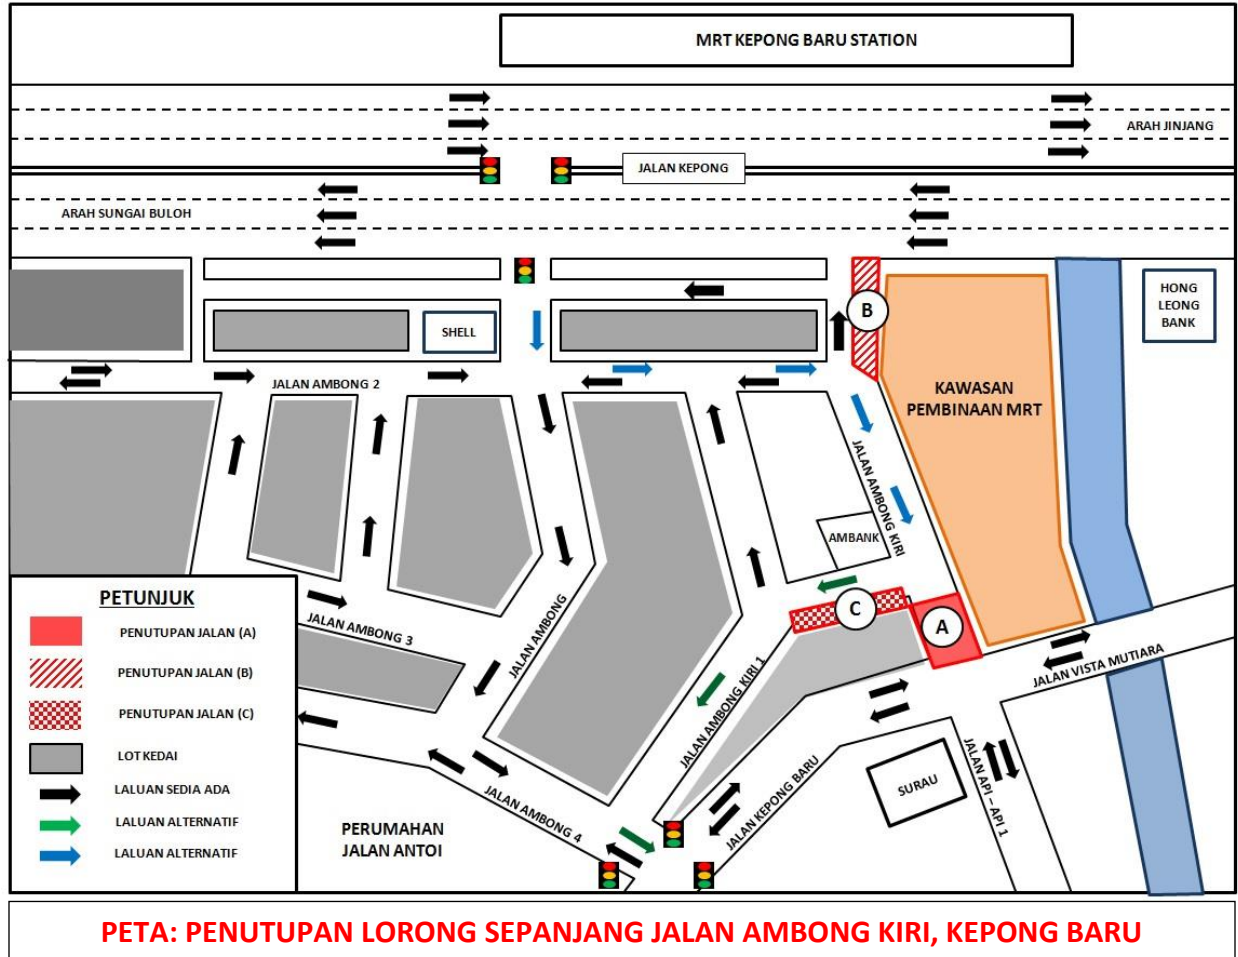 MRT KEPONG BARU STATION
ARAH JINJANG
JALAN KEPONG
ARAH SUNGAI BULOH
B
HONG
LEONG
BANK
SHELL
JALAN AMBONG 2
KAWASAN
PEMBINAAN MRT
JALAN AMBONG KIRI
AMBANK
C
A
JALAN AMBONG
JALAN AMBONG 3
JALAN VISTA MUTIARA
JALAN AMBONG KIRI 1
JALAN KEPONG BARU
SURAU
JALAN API – API 1
JALAN AMBONG 4
PERUMAHAN
JALAN ANTOI
PETUNJUK
PENUTUPAN JALAN (A)
PENUTUPAN JALAN (B)
PENUTUPAN JALAN (C)
LOT KEDAI
LALUAN SEDIA ADA
LALUAN ALTERNATIF
LALUAN ALTERNATIF
PETA: PENUTUPAN LORONG SEPANJANG JALAN AMBONG KIRI, KEPONG BARU